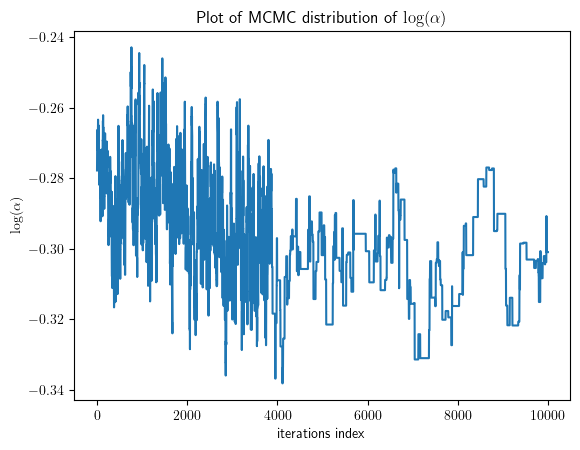 Plot of MCMC distribution of log(α)
−0.24
−0.26
−0.28
−0.30
−0.32
−0.34
log(α)
0 2000 4000 6000 8000 10000
iterations index